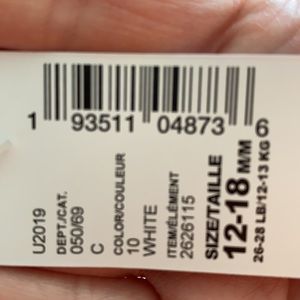 1 93511 04873 6
U2019
DEPT./CAT.
050/69
C
COLOR/COULEUR
10
WHITE
ITEM/ÉLÉMENT
2626115
SIZE/TAILLE
12-18 M/M
26-28 LB/12-13 KG